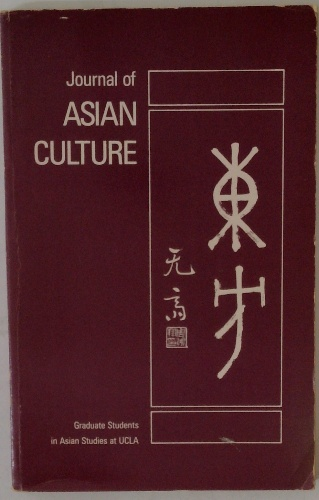 Journal of
ASIAN
CULTURE
東方
Graduate Students
in Asian Studies at UCLA